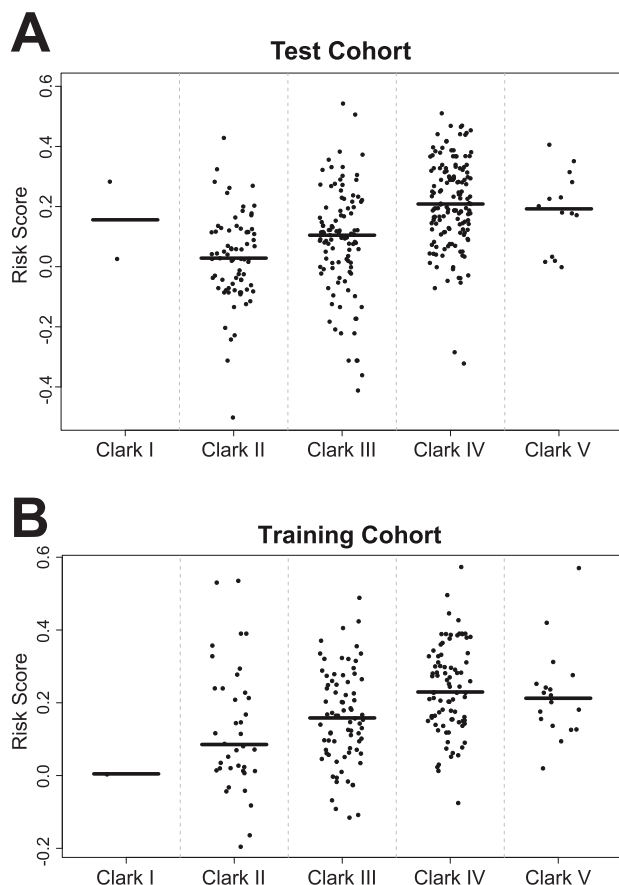 A
Test Cohort
Risk Score
0.6
0.4
0.2
0.0
-0.2
-0.4
Clark I Clark II Clark III Clark IV Clark V
B
Training Cohort
Risk Score
0.6
0.4
0.2
0.0
-0.2
Clark I Clark II Clark III Clark IV Clark V